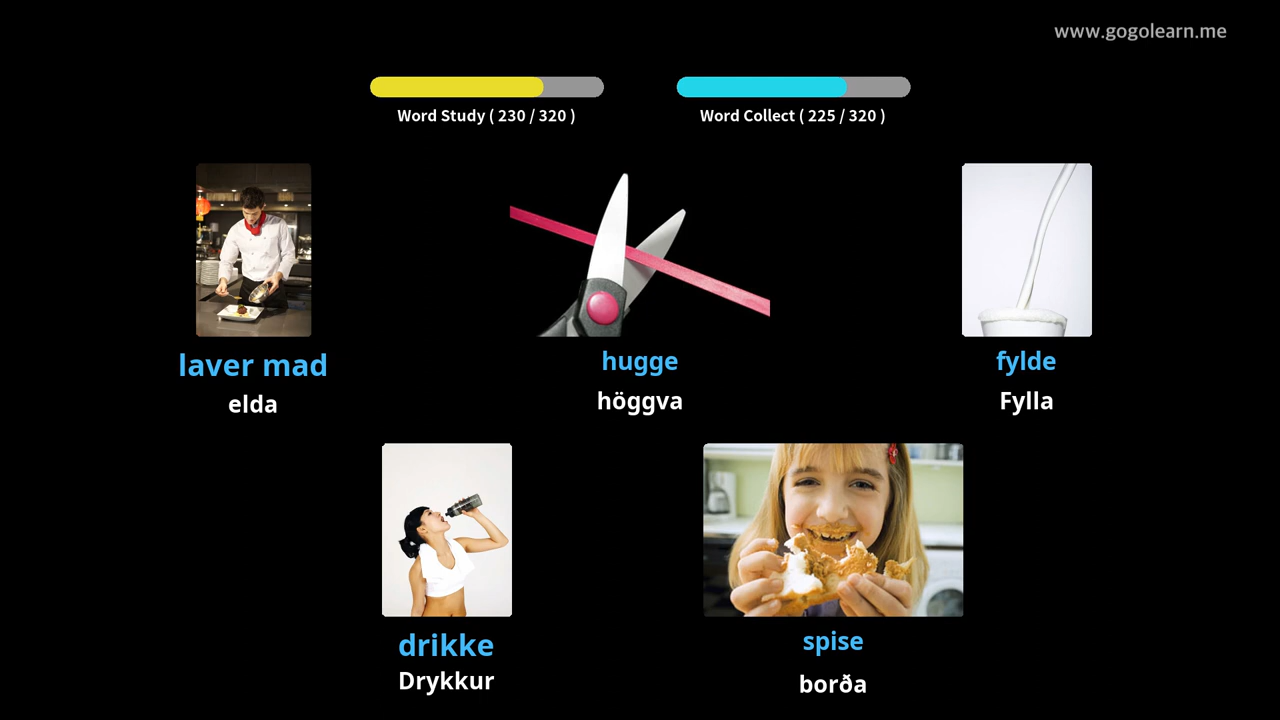 www.gogolearn.me
Word Study ( 230 / 320 )
Word Collect ( 225 / 320 )
laver mad
elda
hugge
höggva
fylde
Fylla
drikke
Drykkur
spise
borða